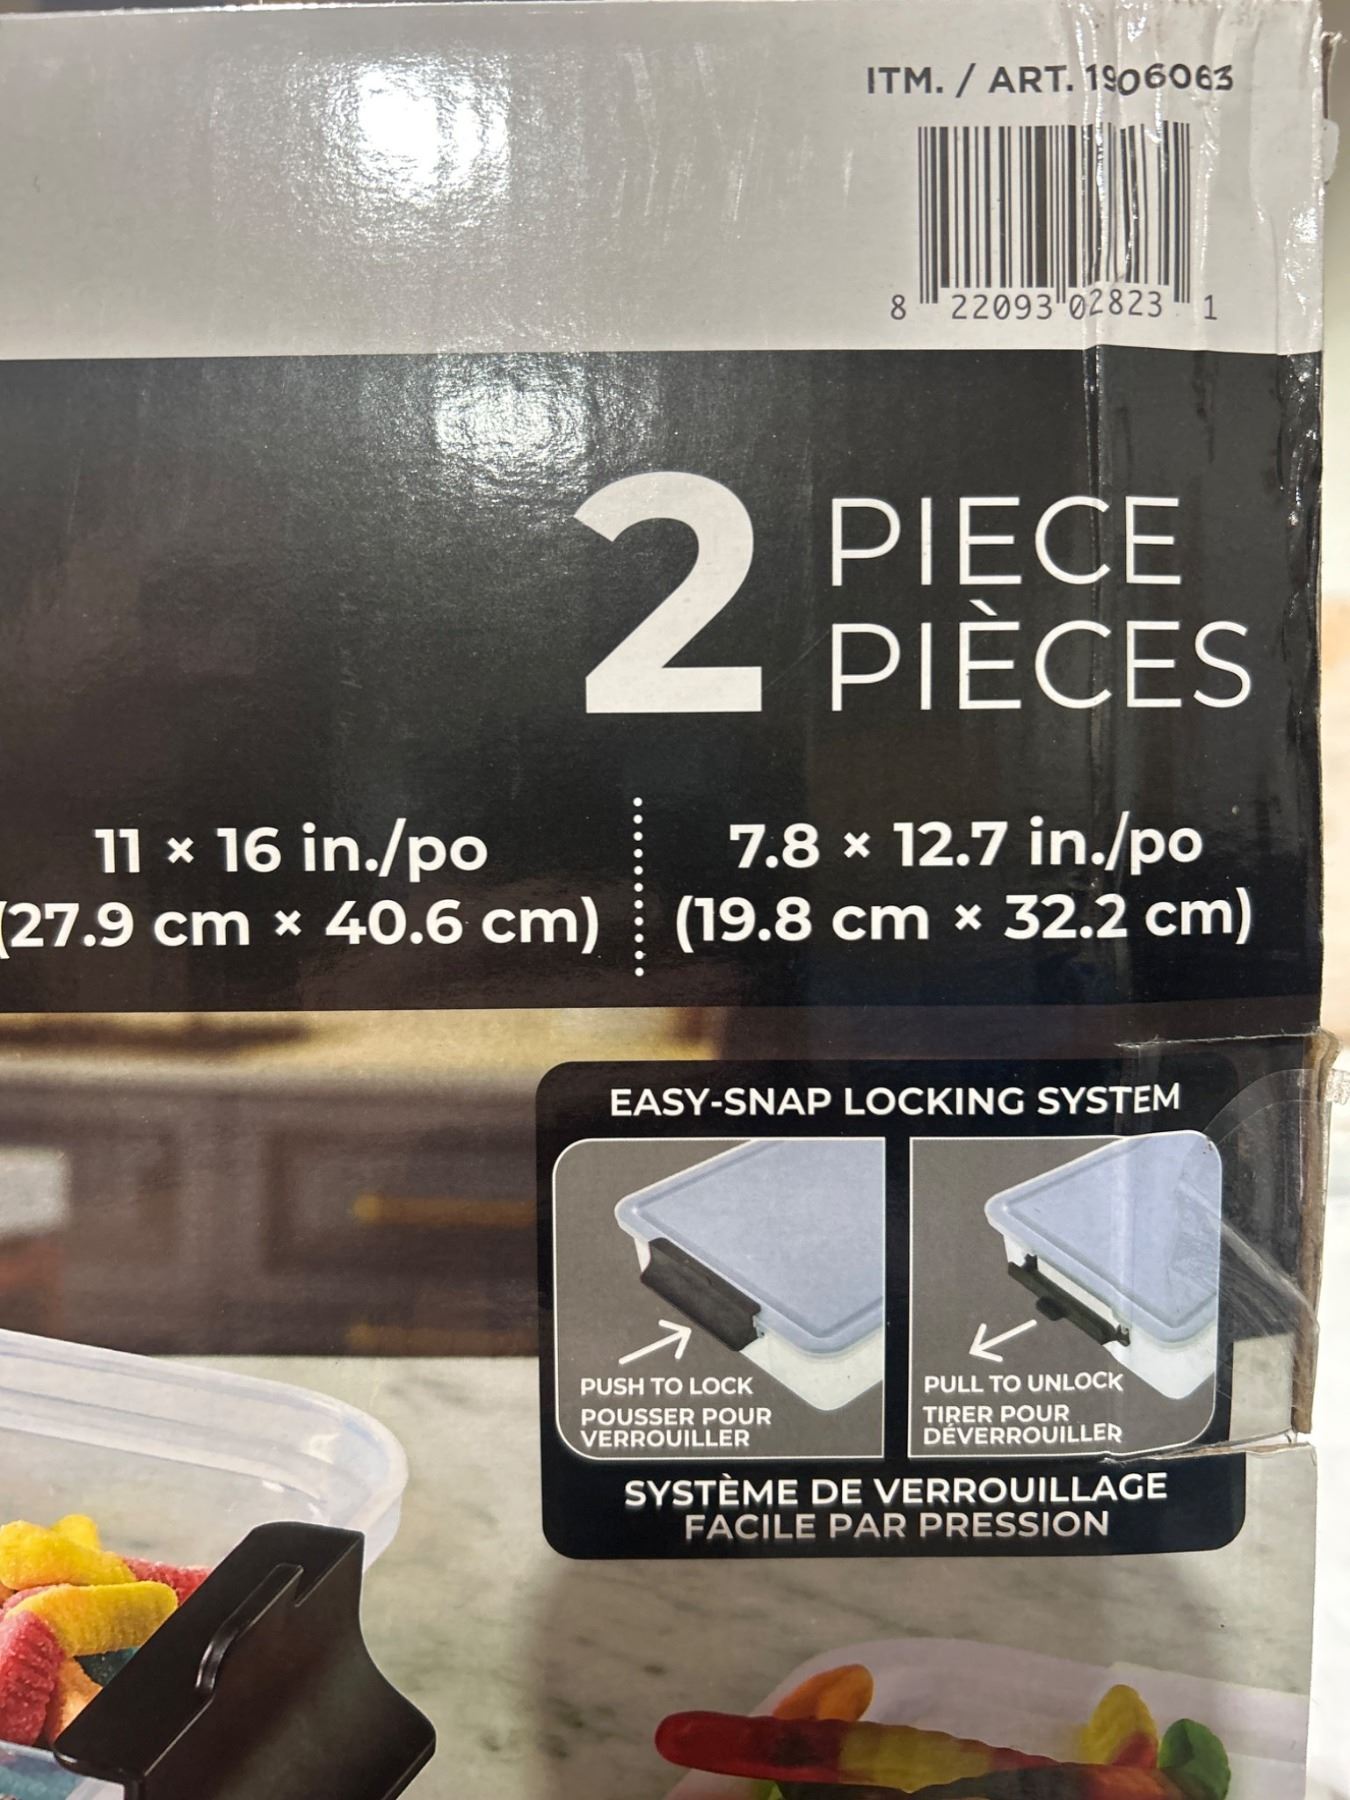 ITM. / ART. 1906063
8 22093 02823 1
2 PIECE
PIÈCES
11 × 16 in./po
(27.9 cm × 40.6 cm)
7.8 × 12.7 in./po
(19.8 cm × 32.2 cm)
EASY-SNAP LOCKING SYSTEM
PUSH TO LOCK
POUSSER POUR
VERROUILLER
PULL TO UNLOCK
TIRER POUR
DÉVERROUILLER
SYSTÈME DE VERROUILLAGE
FACILE PAR PRESSION